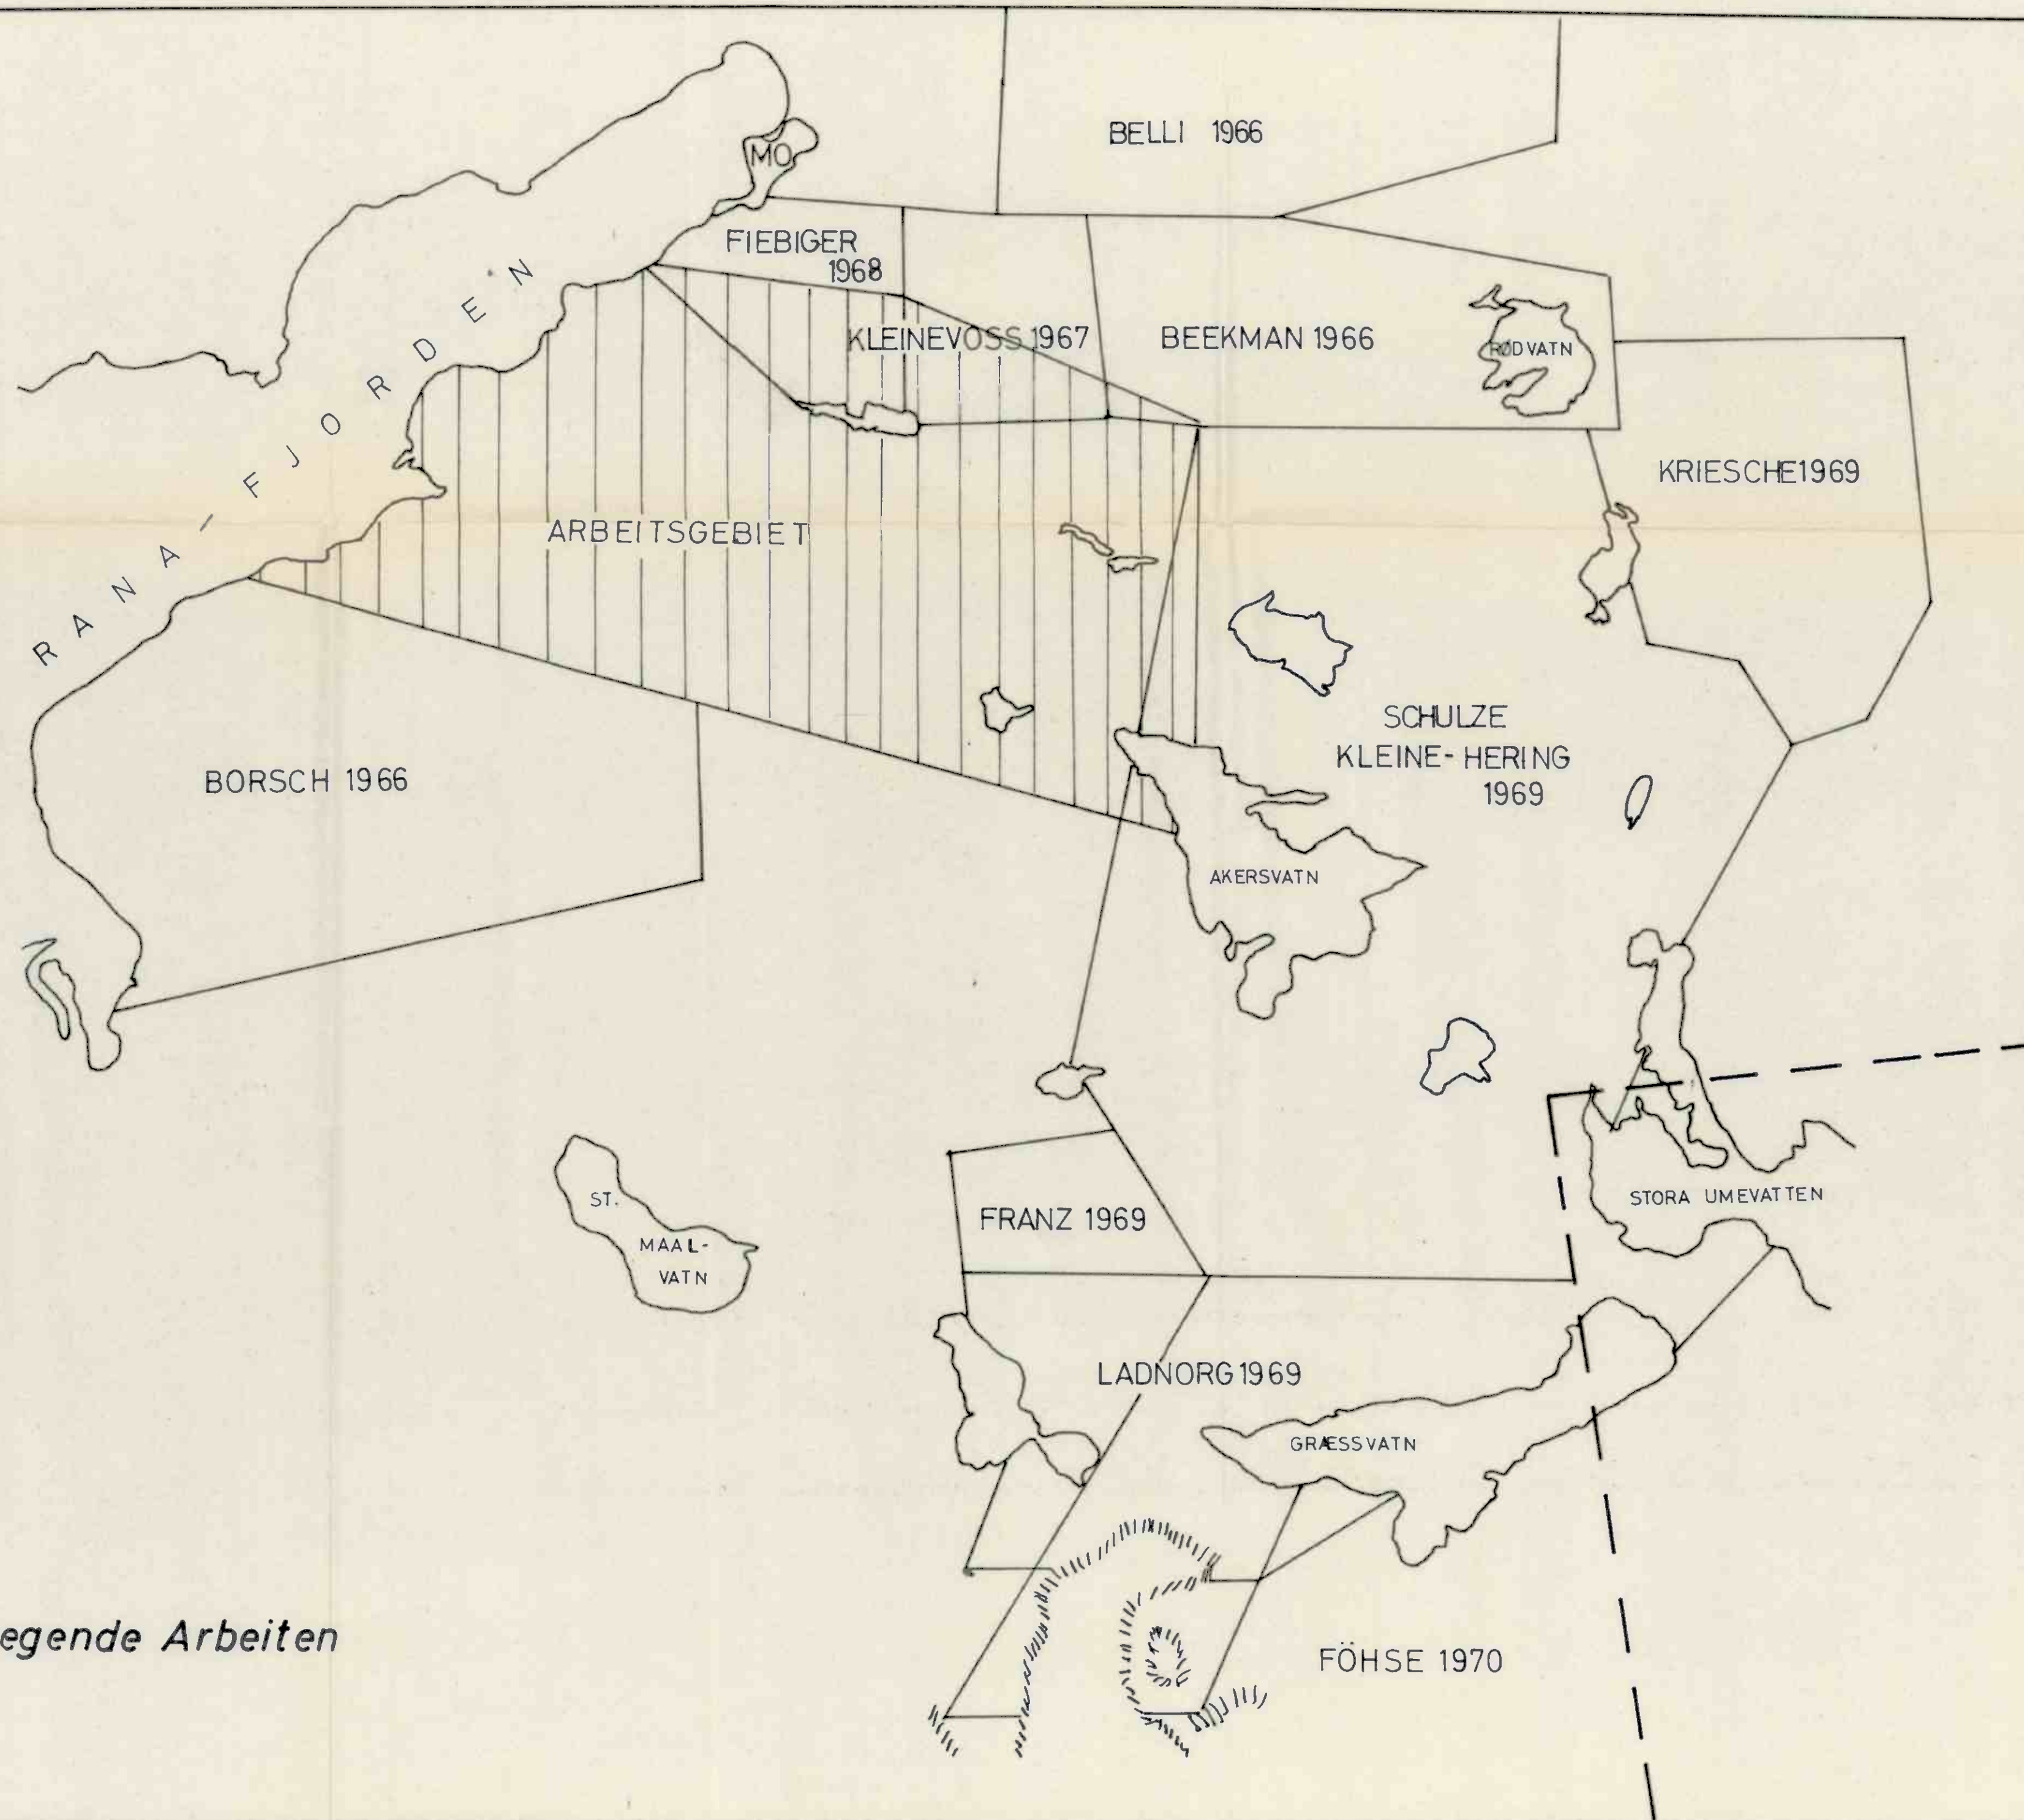 BELLI 1966
MO
FIEBIGER
1968
RANA-FJORDEN
KLEINEVOSS 1967
BEEKMAN 1966
RØDVATN
KRIESCHE 1969
ARBEITSGEBIET
SCHULZE
KLEINE-HERING
1969
BORSCH 1966
AKERSVATN
ST.
MAAL-
VATN
FRANZ 1969
STORA UMEVATTEN
LADNORG 1969
GRÆSSVATN
egende Arbeiten
FÖHSE 1970